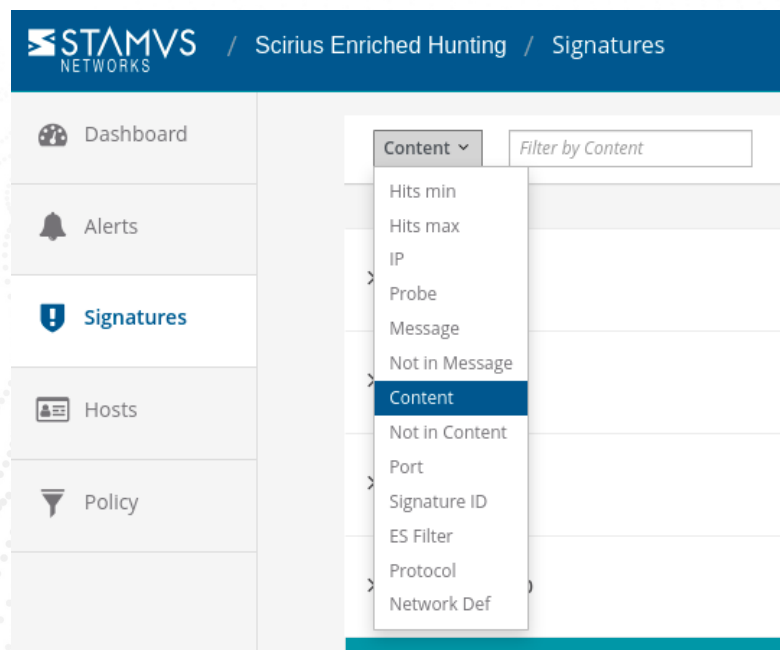 STAMVS / Scirius Enriched Hunting / Signatures
NETWORKS
Dashboard
Content Filter by Content
Hits min
Alerts
Hits max
IP
Probe
Signatures
Message
Not in Message
Content
Hosts
Not in Content
Port
Policy
Signature ID
ES Filter
Protocol
Network Def